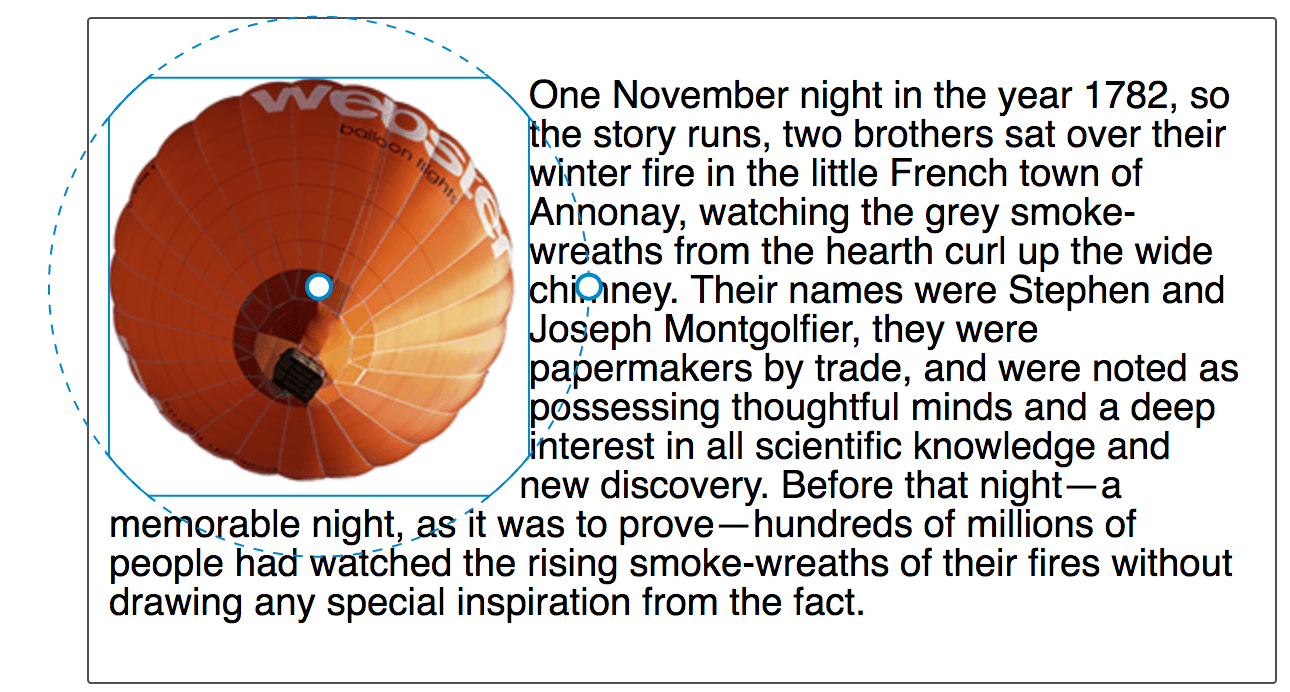 webster
balloon flights
One November night in the year 1782, so
the story runs, two brothers sat over their
winter fire in the little French town of
Annonay, watching the grey smoke-
wreaths from the hearth curl up the wide
chimney. Their names were Stephen and
Joseph Montgolfier, they were
papermakers by trade, and were noted as
possessing thoughtful minds and a deep
interest in all scientific knowledge and
new discovery. Before that night—a
memorable night, as it was to prove—hundreds of millions of
people had watched the rising smoke-wreaths of their fires without
drawing any special inspiration from the fact.